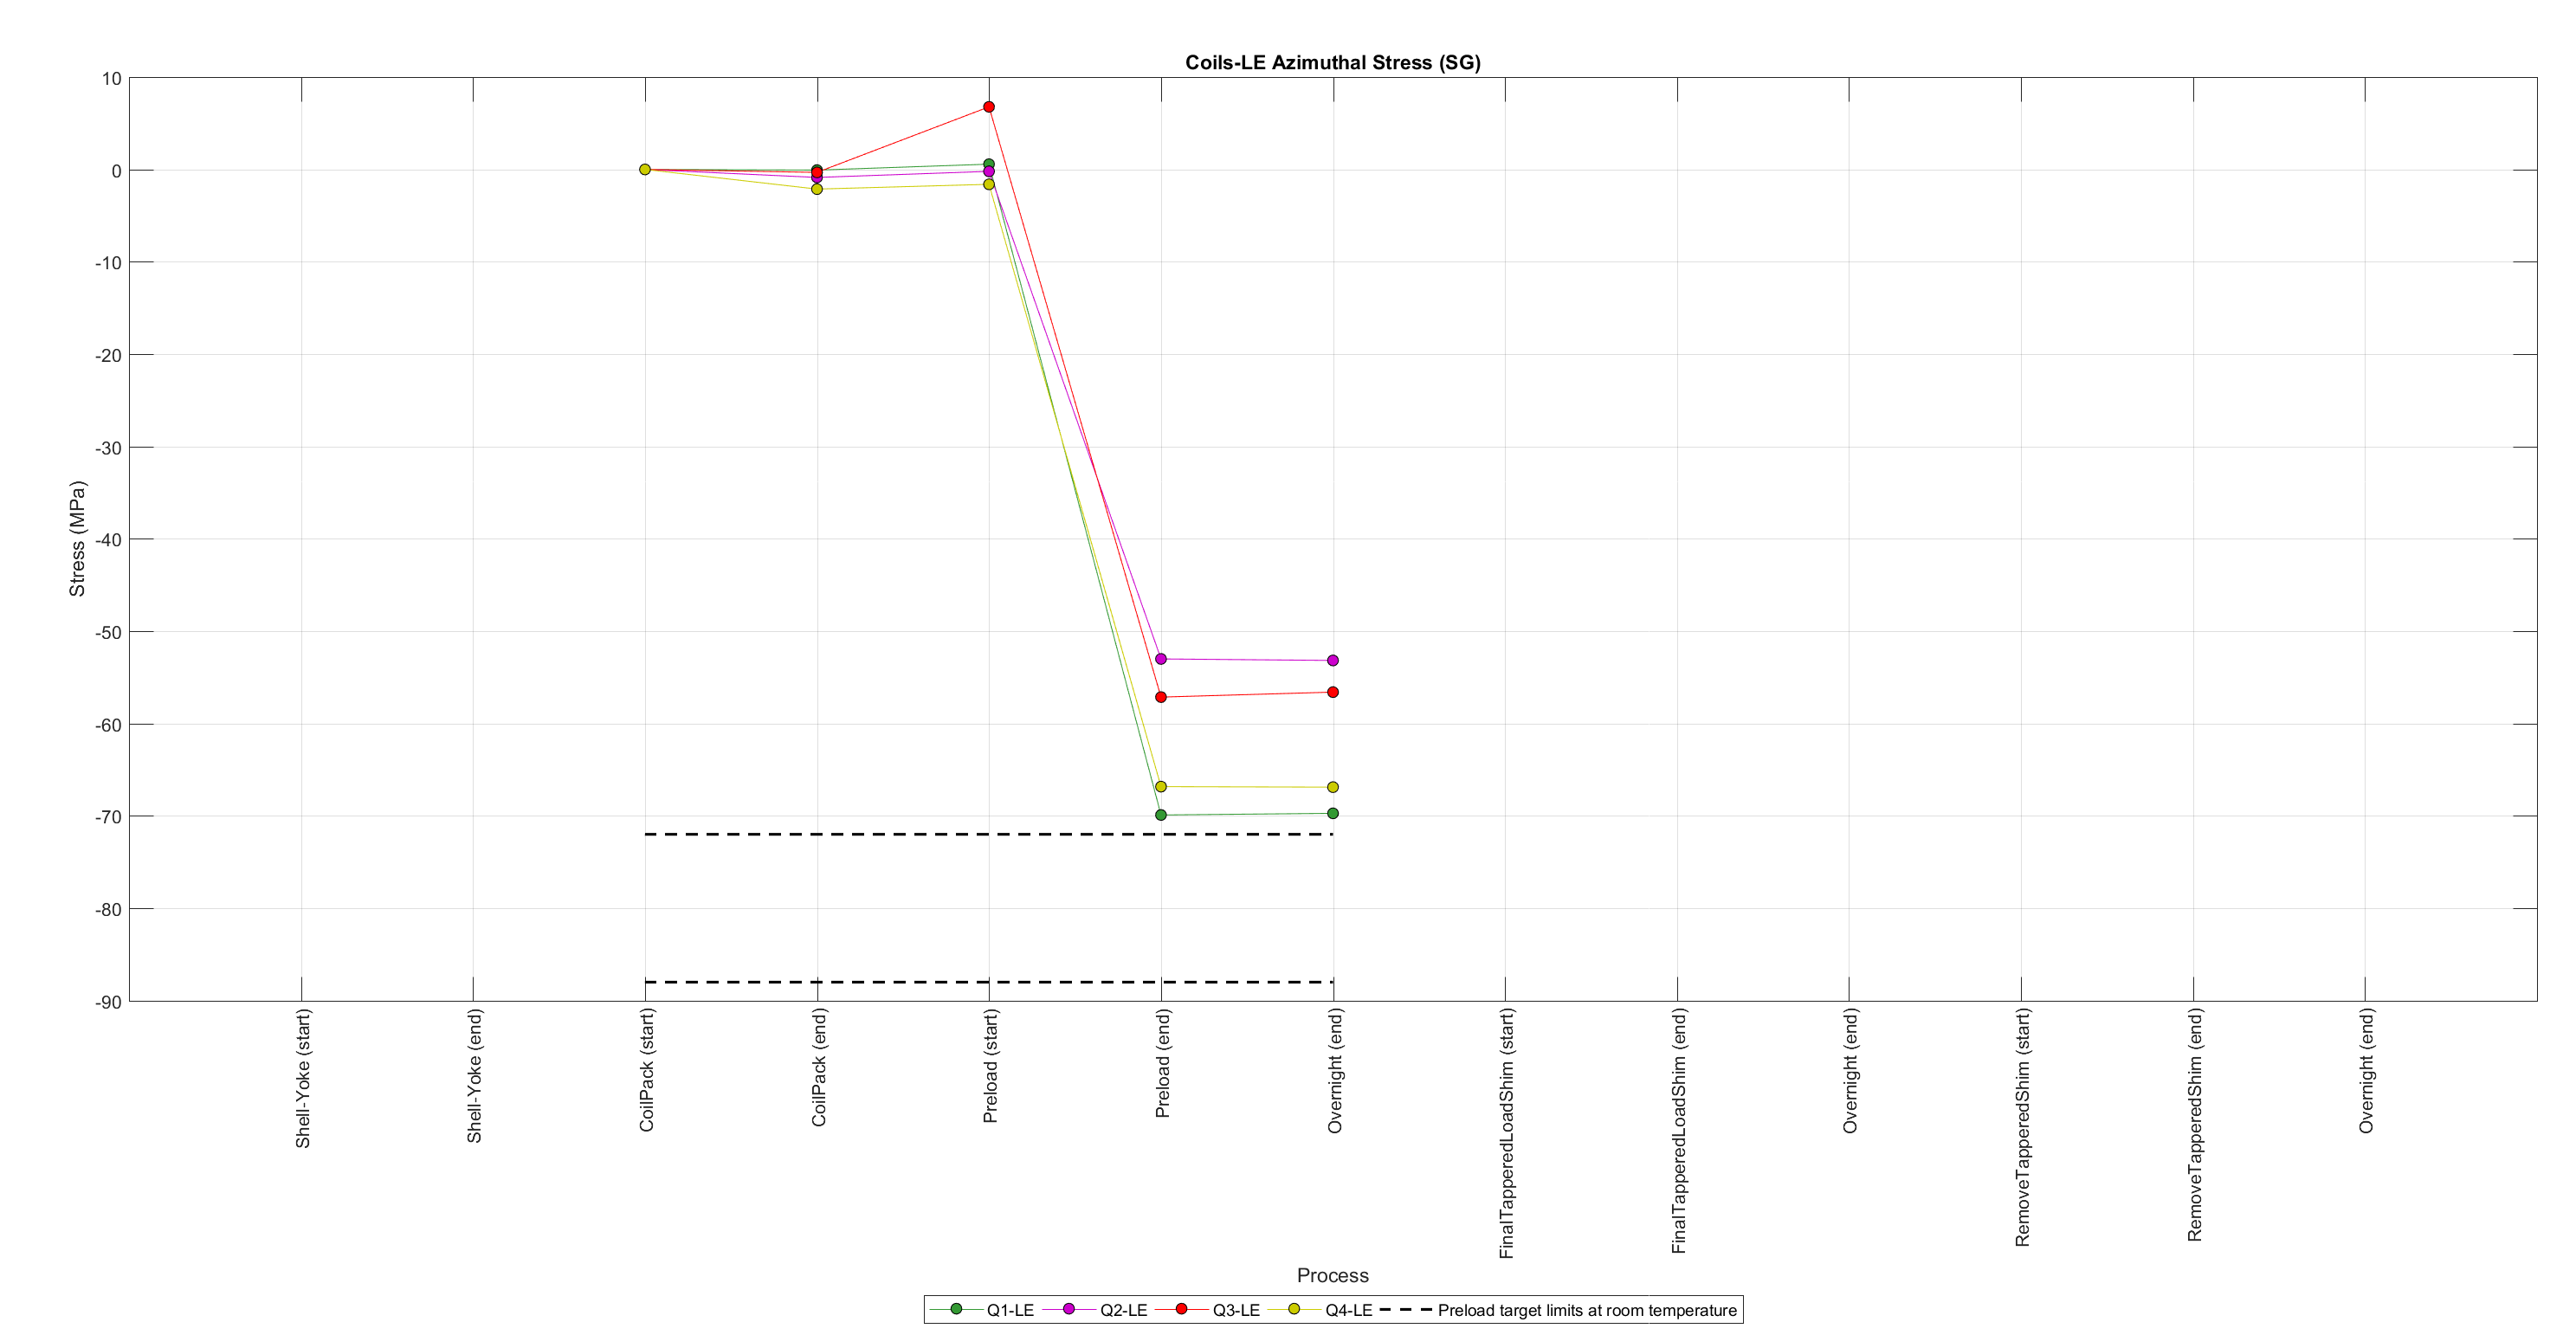 Coils-LE Azimuthal Stress (SG)
10
0
-10
-20
-30
-40
-50
-60
-70
-80
-90
Stress (MPa)
Shell-Yoke (start)
Shell-Yoke (end)
CoilPack (start)
CoilPack (end)
Preload (start)
Preload (end)
Overnight (end)
FinalTapperedLoadShim (start)
FinalTapperedLoadShim (end)
Overnight (end)
RemoveTapperedShim (start)
RemoveTapperedShim (end)
Overnight (end)
Process
Q1-LE Q2-LE Q3-LE Q4-LE Preload target limits at room temperature